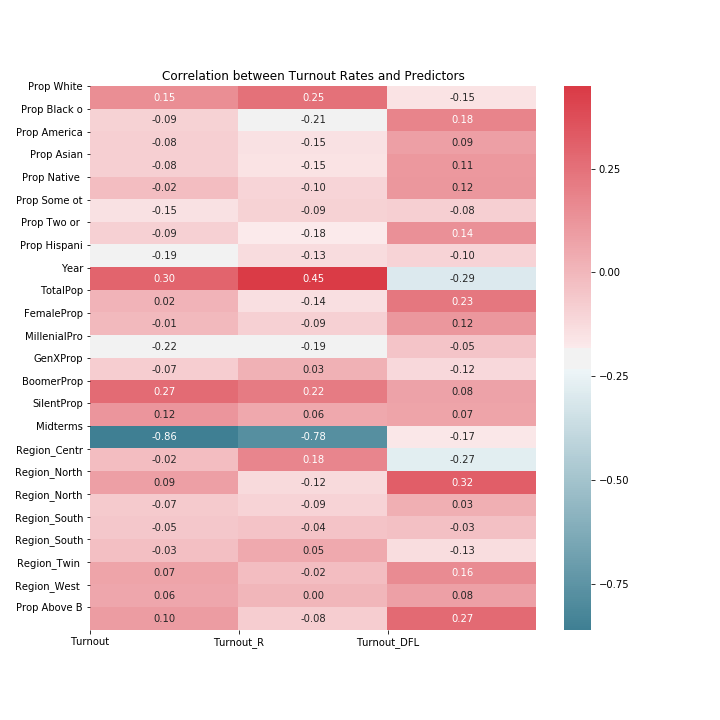 Correlation between Turnout Rates and Predictors
Prop White 0.15 0.25 -0.15
Prop Black o -0.09 -0.21 0.18
Prop America -0.08 -0.15 0.09
Prop Asian -0.08 -0.15 0.11
Prop Native -0.02 -0.10 0.12
Prop Some ot -0.15 -0.09 -0.08
Prop Two or -0.09 -0.18 0.14
Prop Hispani -0.19 -0.13 -0.10
Year 0.30 0.45 -0.29
TotalPop 0.02 -0.14 0.23
FemaleProp -0.01 -0.09 0.12
MillenialPro -0.22 -0.19 -0.05
GenXProp -0.07 0.03 -0.12
BoomerProp 0.27 0.22 0.08
SilentProp 0.12 0.06 0.07
Midterms -0.86 -0.78 -0.17
Region_Centr -0.02 0.18 -0.27
Region_North 0.09 -0.12 0.32
Region_North -0.07 -0.09 0.03
Region_South -0.05 -0.04 -0.03
Region_South -0.03 0.05 -0.13
Region_Twin 0.07 -0.02 0.16
Region_West 0.06 0.00 0.08
Prop Above B 0.10 -0.08 0.27
Turnout Turnout_R Turnout_DFL
0.25
0.00
−0.25
−0.50
−0.75